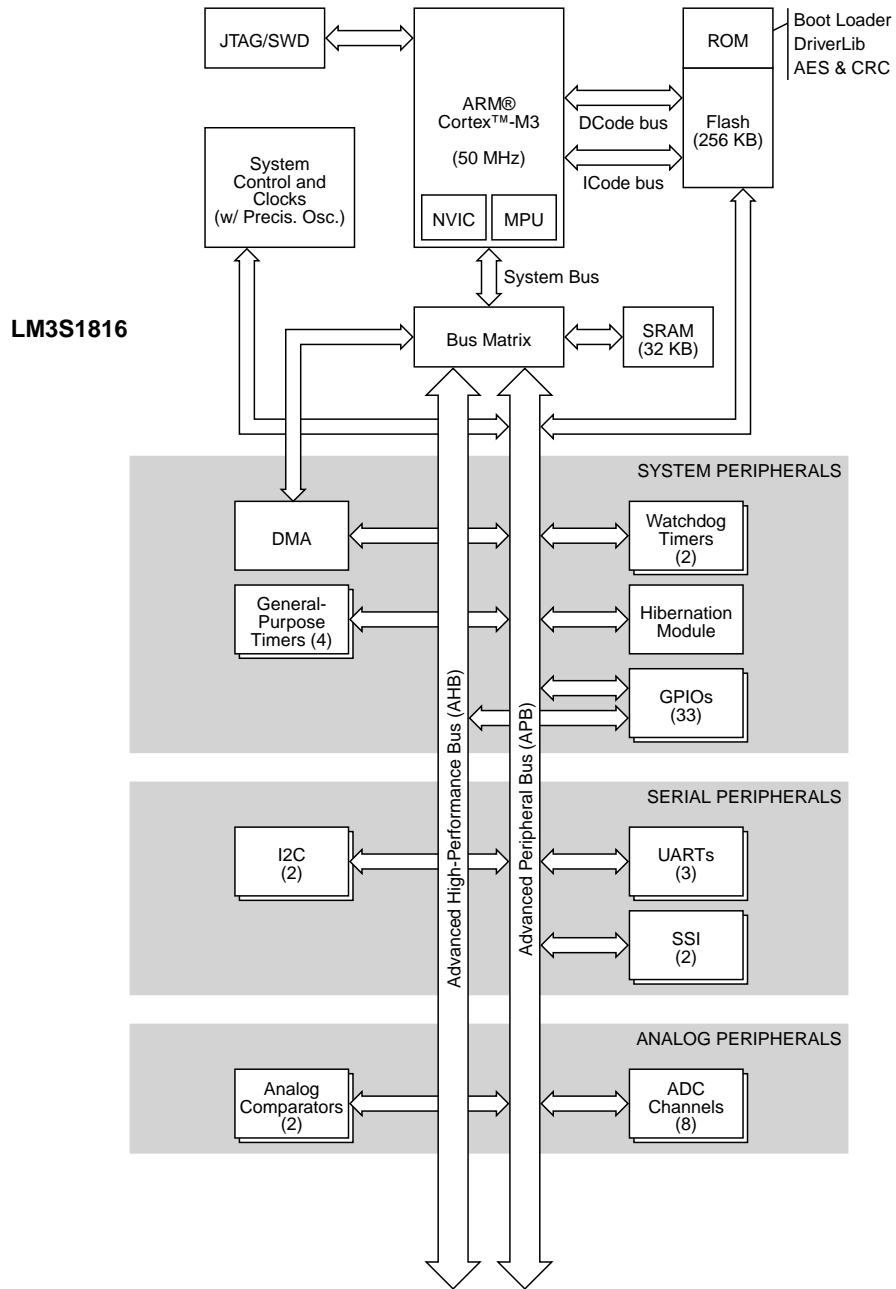 JTAG/SWD
ARM®
Cortex™-M3
(50 MHz)
NVIC
MPU
ROM
Boot Loader
DriverLib
AES & CRC
Flash
(256 KB)
DCode bus
ICode bus
System
Control and
Clocks
(w/ Precis. Osc.)
System Bus
LM3S1816
Bus Matrix
SRAM
(32 KB)
SYSTEM PERIPHERALS
DMA
Watchdog
Timers
(2)
General-
Purpose
Timers (4)
Hibernation
Module
GPIOs
(33)
Advanced High-Performance Bus (AHB)
Advanced Peripheral Bus (APB)
SERIAL PERIPHERALS
I2C
(2)
UARTs
(3)
SSI
(2)
ANALOG PERIPHERALS
Analog
Comparators
(2)
ADC
Channels
(8)